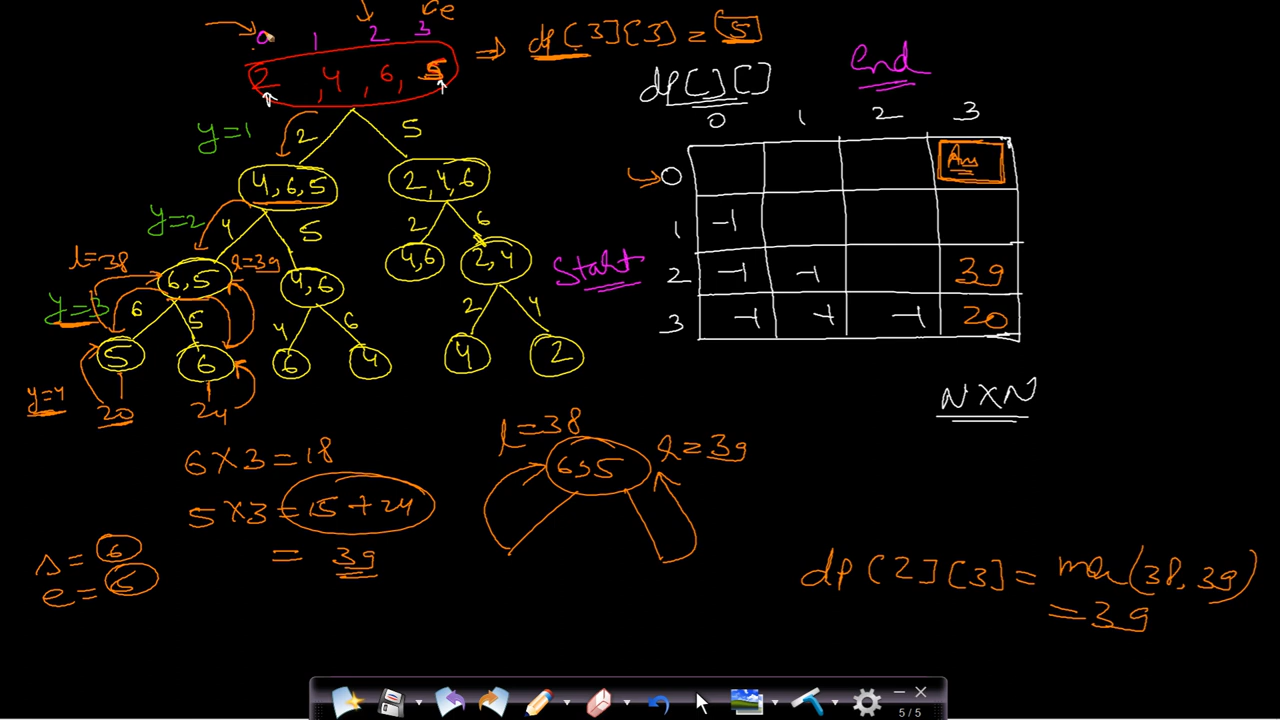 e
0 1 2 3
2, 4, 6, 5 ⇒ dp[3][3] = 5
End
dp[][]
0 1 2 3
y=1 2 5
0 Ans
4,6,5 2,4,6
y=2 4 5 2 6
1 -1
l=38 r=39
6,5 4,6 4,6 2,4
Start
2 -1 -1 39
y=3 6 5 4 6 2 4
3 -1 -1 -1 20
5 6 6 4 4 2
y=4 20 24
N X N
6 X 3 = 18
l=38 r=39
6,5
5 X 3 = 15 + 24
= 39
s = 6
e = 5
dp[2][3] = max(38, 39)
= 39
5/5